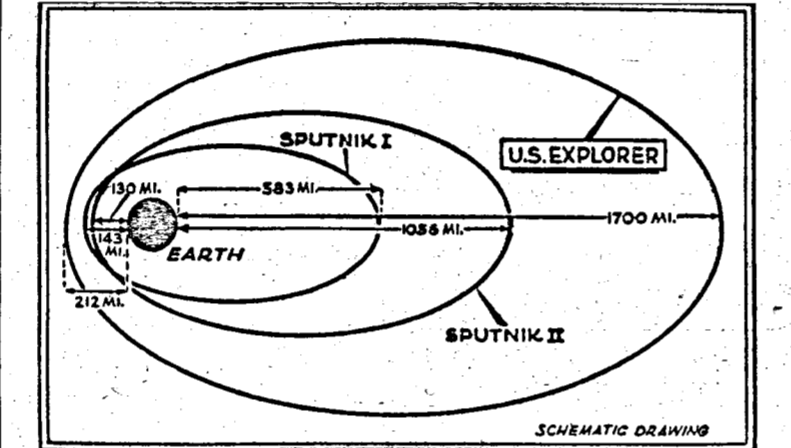 SPUTNIK I
U.S. EXPLORER
130 MI.
583 MI.
1700 MI.
1056 MI.
143
MI.
EARTH
212 MI.
SPUTNIK II
SCHEMATIC DRAWING